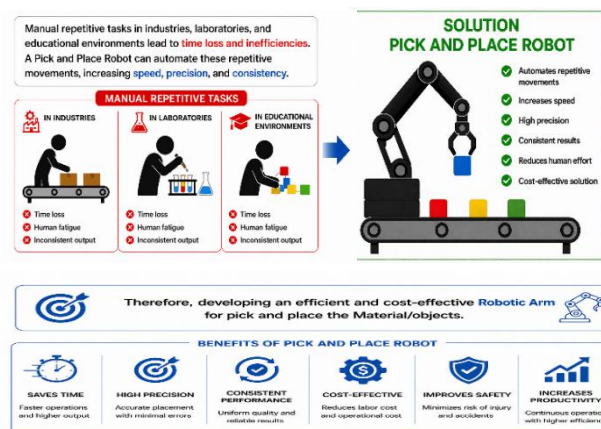 Manual repetitive tasks in industries, laboratories, and
educational environments lead to time loss and inefficiencies.
A Pick and Place Robot can automate these repetitive
movements, increasing speed, precision, and consistency.
MANUAL REPETITIVE TASKS
IN INDUSTRIES
Time loss
Human fatigue
Inconsistent output
IN LABORATORIES
Time loss
Human fatigue
Inconsistent output
IN EDUCATIONAL
ENVIRONMENTS
Time loss
Human fatigue
Inconsistent output
SOLUTION
PICK AND PLACE ROBOT
Automates repetitive
movements
Increases speed
High precision
Consistent results
Reduces human effort
Cost-effective solution
Therefore, developing an efficient and cost-effective Robotic Arm
for pick and place the Material/objects.
BENEFITS OF PICK AND PLACE ROBOT
SAVES TIME
Faster operations
and higher output
HIGH PRECISION
Accurate placement
with minimal errors
CONSISTENT
PERFORMANCE
Uniform quality and
reliable results
$
COST-EFFECTIVE
Reduces labor cost
and operational cost
IMPROVES SAFETY
Minimizes risk of injury
and accidents
INCREASES
PRODUCTIVITY
Continuous operatio
with higher efficienc